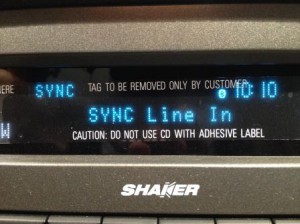 TAG TO BE REMOVED ONLY BY CUSTOMER
SYNC 10:10
SYNC Line In
CAUTION: DO NOT USE CD WITH ADHESIVE LABEL
SHAKER